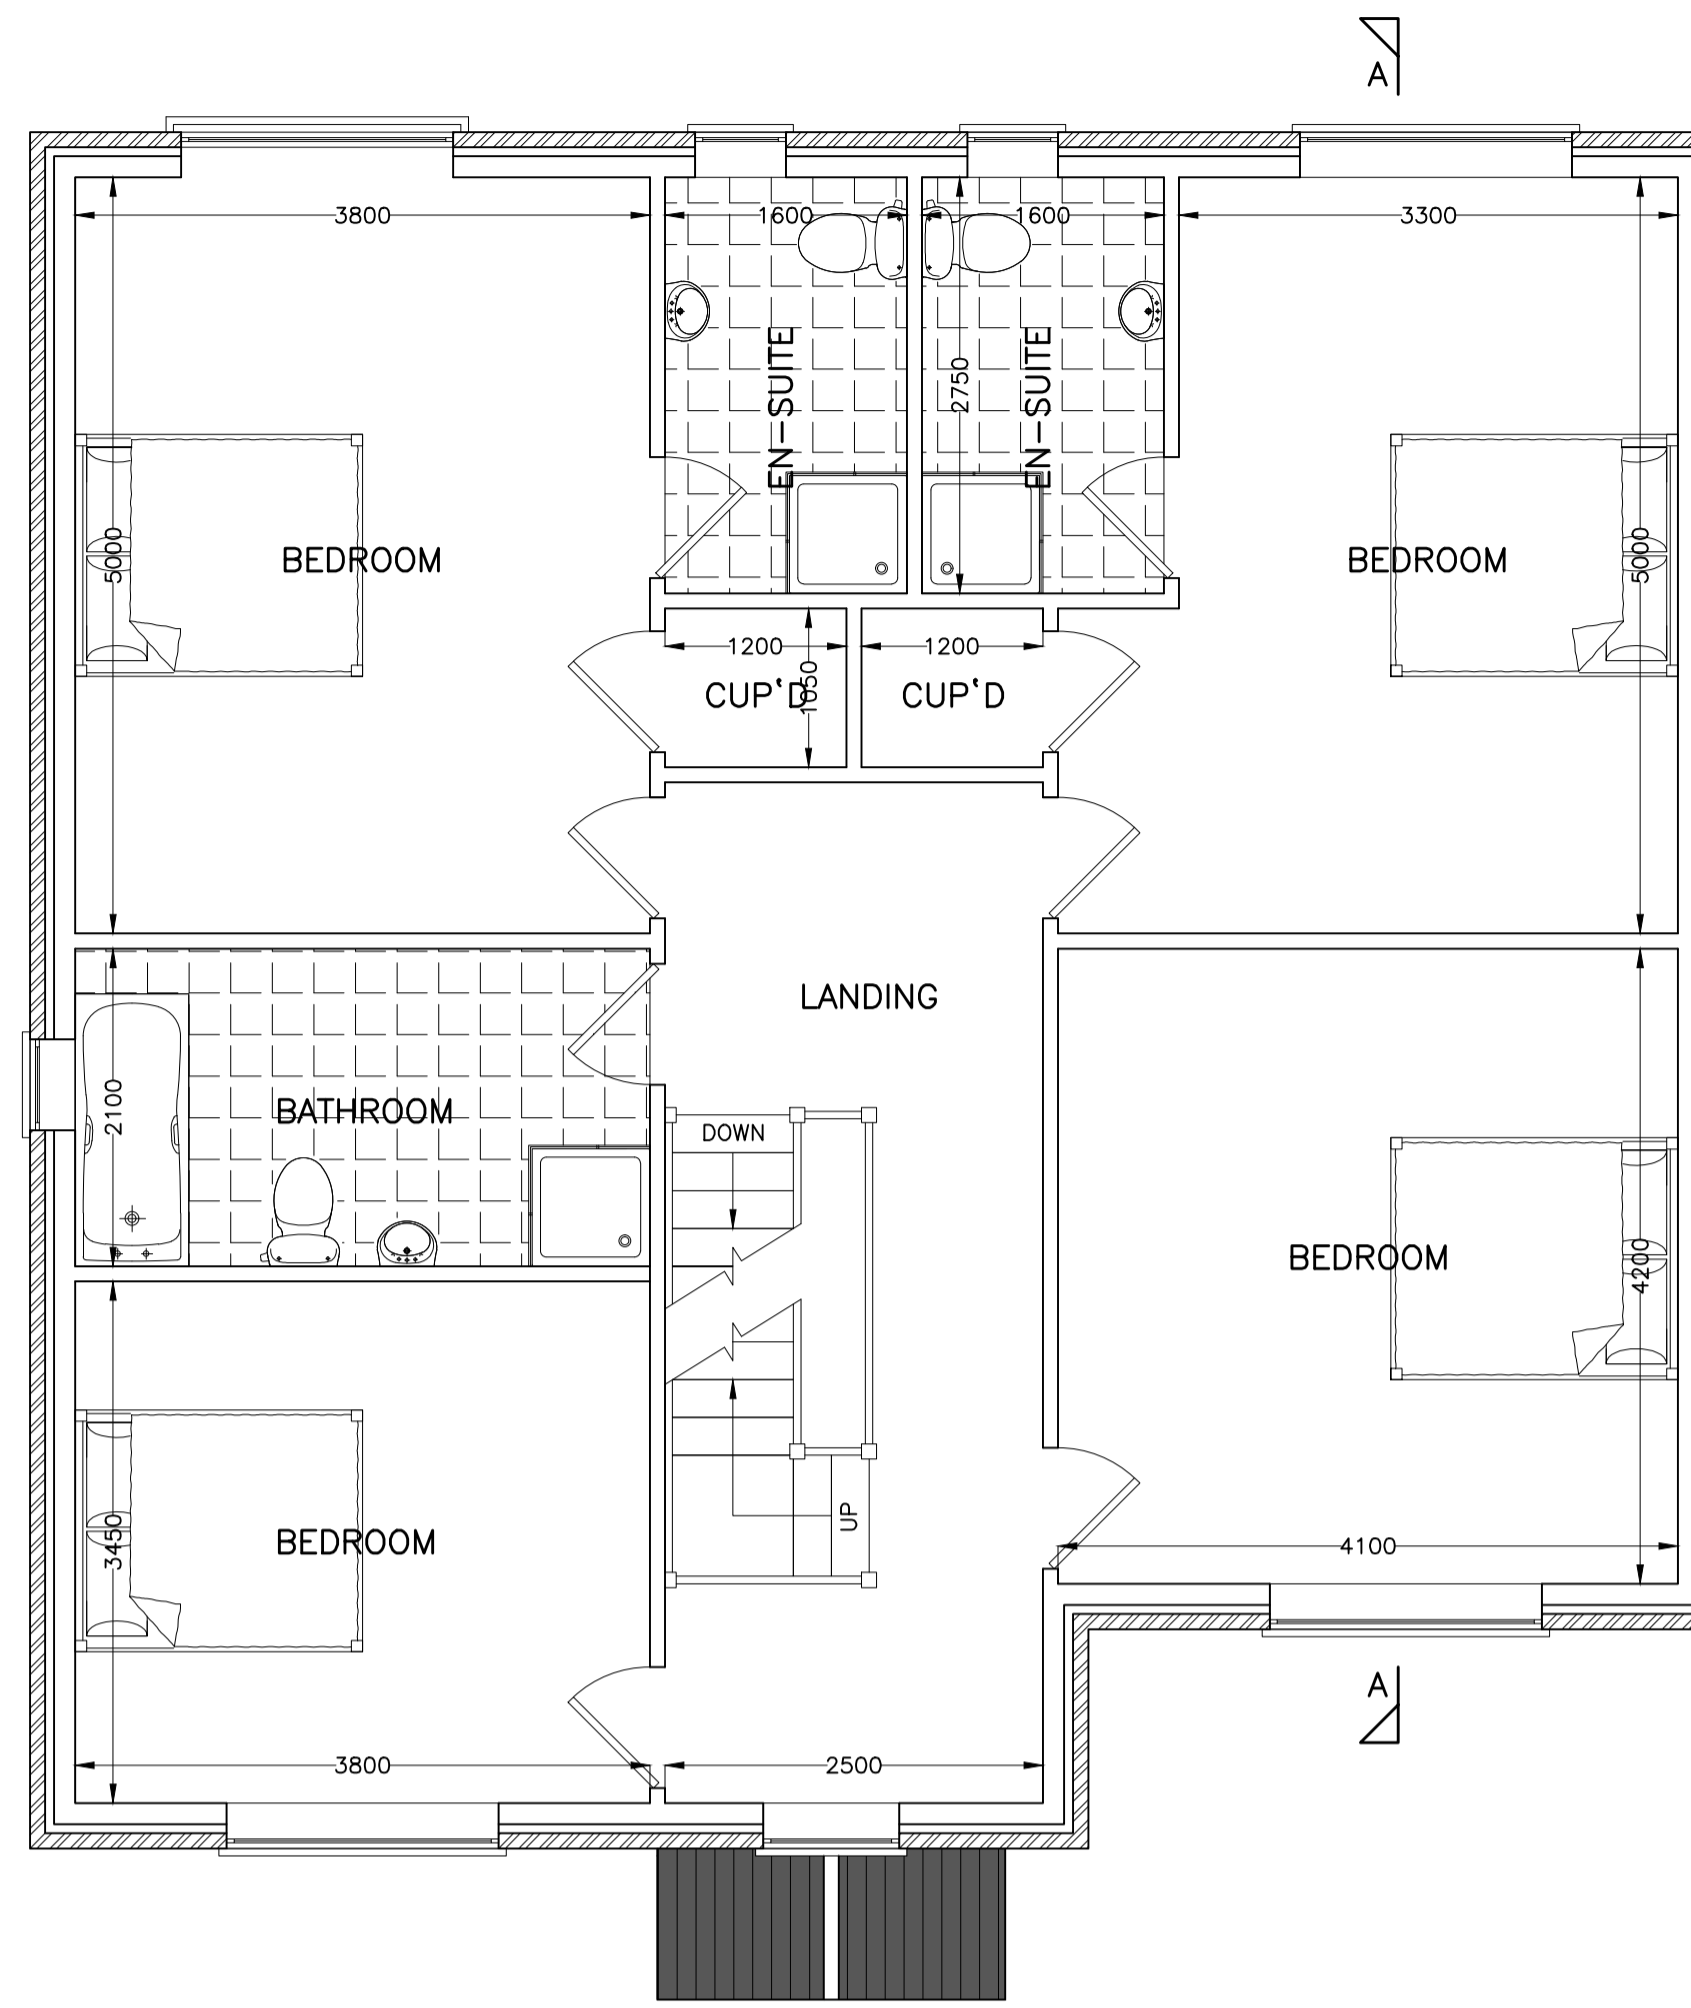 A
3800
1600
1600
3300
EN-SUITE
2750
EN-SUITE
5000
BEDROOM
BEDROOM
5000
1200
1200
CUP'D
1050
CUP'D
LANDING
2100
BATHROOM
DOWN
BEDROOM
4200
3450
BEDROOM
UP
4100
A
3800
2500